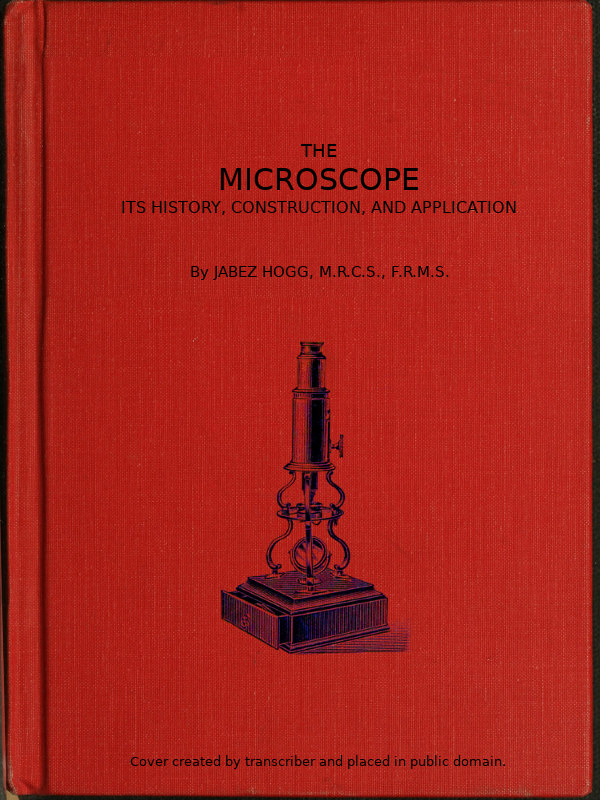 THE
MICROSCOPE
ITS HISTORY, CONSTRUCTION, AND APPLICATION
By JABEZ HOGG, M.R.C.S., F.R.M.S.
Cover created by transcriber and placed in public domain.